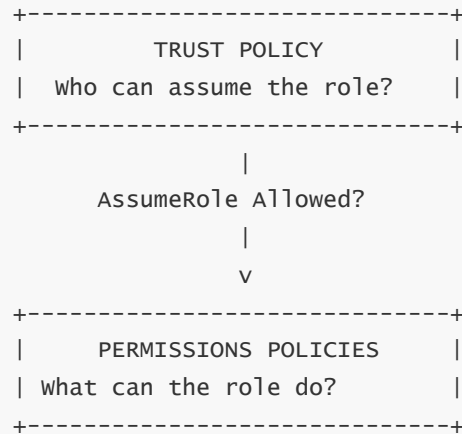 +------------------------------+
|         TRUST POLICY         |
|  Who can assume the role?    |
+------------------------------+
                |
      AssumeRole Allowed?
                |
                v
+------------------------------+
|     PERMISSIONS POLICIES     |
| What can the role do?        |
+------------------------------+